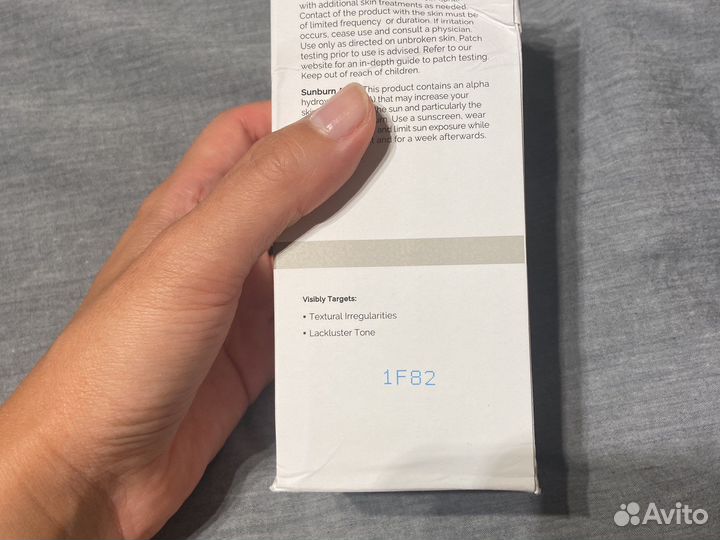 with additional skin treatments as needed.
Contact of the product with the skin must be
of limited frequency or duration. If irritation
occurs, cease use and consult a physician.
Use only as directed on unbroken skin. Patch
testing prior to use is advised. Refer to our
website for an in-depth guide to patch testing.
Keep out of reach of children.
Sunburn This product contains an alpha
that may increase your
the sun and particularly the
Use a sunscreen, wear
and limit sun exposure while
and for a week afterwards.
Visibly Targets:
▪ Textural Irregularities
▪ Lackluster Tone
1F82
Avito